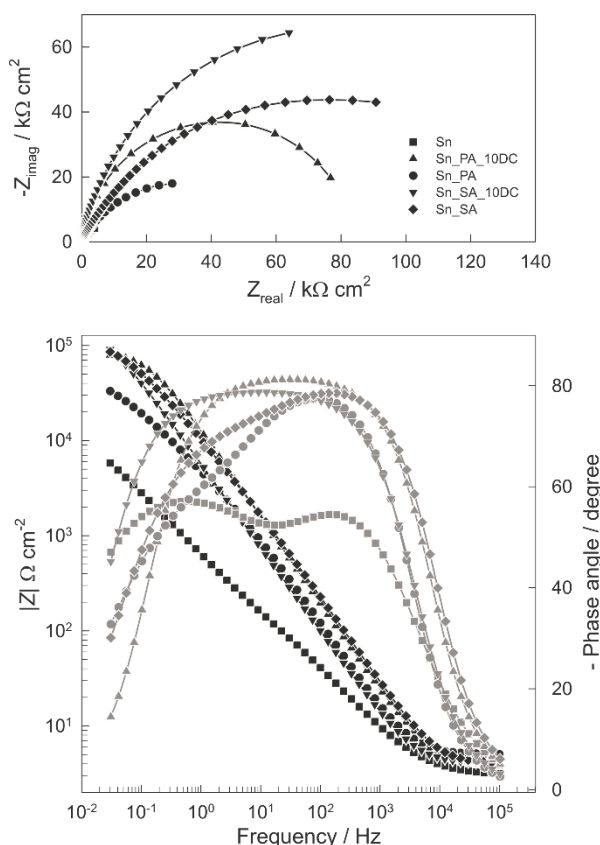 60
40
20
0
-Z_imag / kΩ cm²
Sn
Sn_PA_10DC
Sn_PA
Sn_SA_10DC
Sn_SA
0 20 40 60 80 100 120 140
Z_real / kΩ cm²
10⁵
10⁴
10³
10²
10¹
|Z| Ω cm⁻²
80
60
40
20
0
- Phase angle / degree
10⁻² 10⁻¹ 10⁰ 10¹ 10² 10³ 10⁴ 10⁵
Frequency / Hz